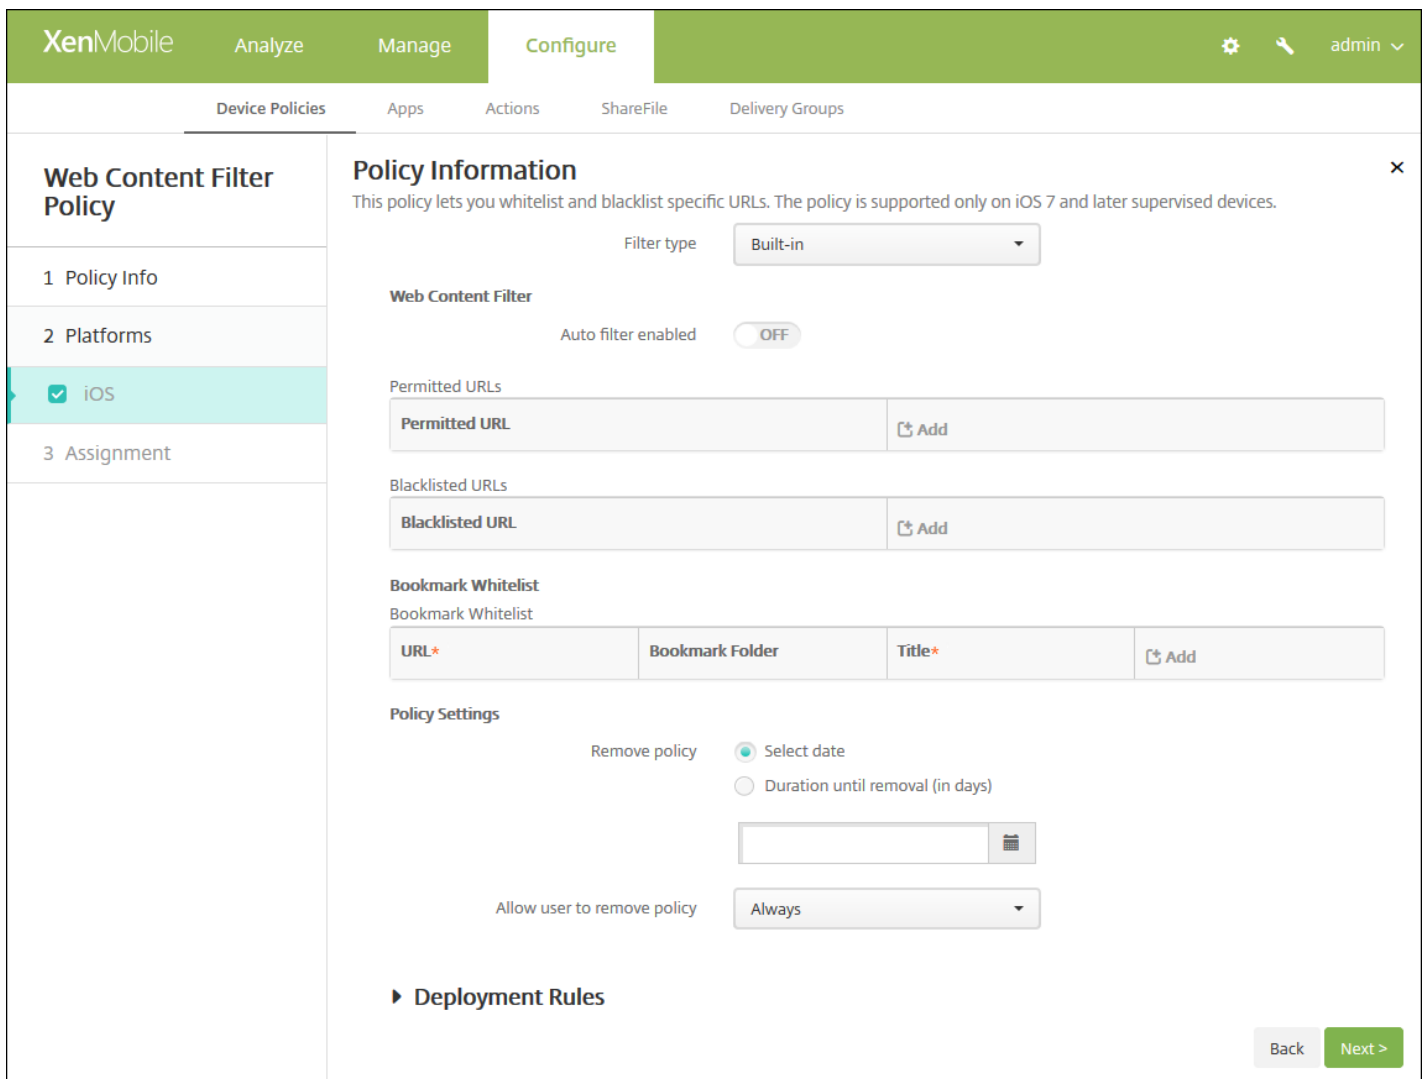 XenMobile Analyze Manage Configure admin
Device Policies Apps Actions ShareFile Delivery Groups
Web Content Filter
Policy
1 Policy Info
2 Platforms
iOS
3 Assignment
Policy Information
This policy lets you whitelist and blacklist specific URLs. The policy is supported only on iOS 7 and later supervised devices.
Filter type Built-in
Web Content Filter
Auto filter enabled OFF
Permitted URLs
Permitted URL Add
Blacklisted URLs
Blacklisted URL Add
Bookmark Whitelist
Bookmark Whitelist
URL* Bookmark Folder Title* Add
Policy Settings
Remove policy Select date
Duration until removal (in days)
Allow user to remove policy Always
Deployment Rules
Back Next >